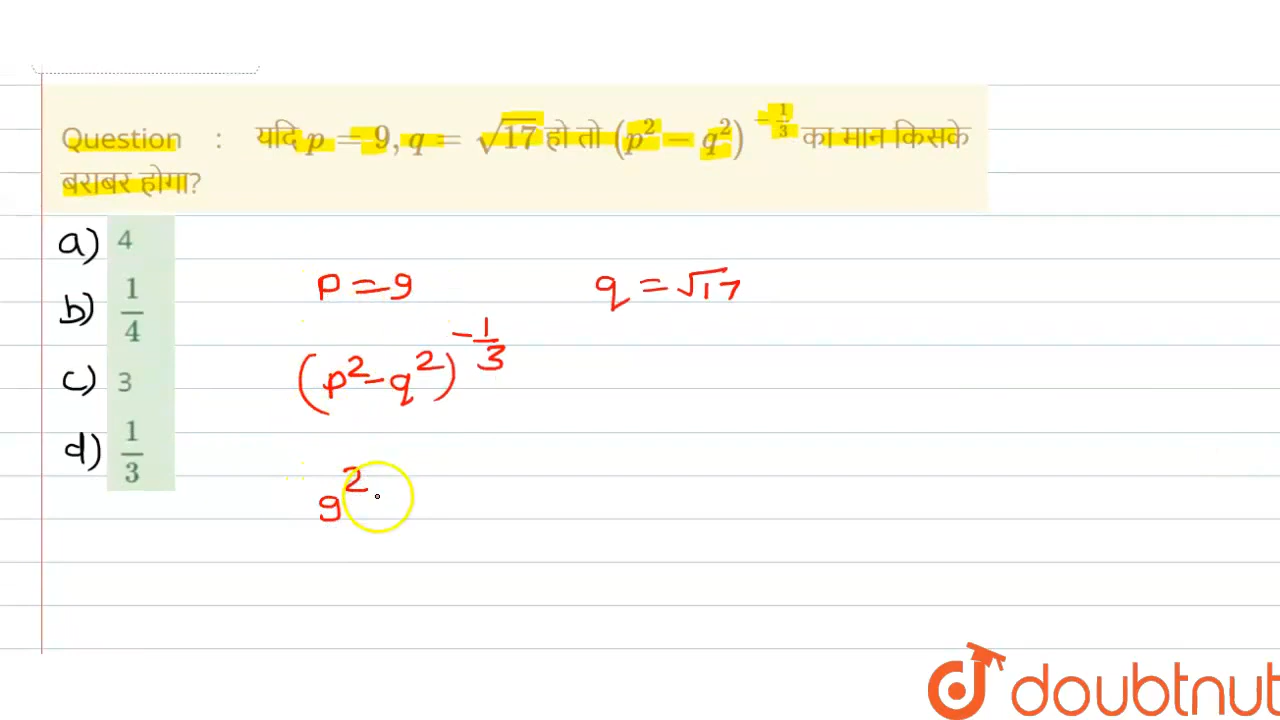 Question : यदि p = 9, q = √17 हो तो (p² − q²)^(−1/3) का मान किसके
बराबर होगा?
a) 4
b) 1/4
c) 3
d) 1/3
p = 9 q = √17
(p² − q²)^(−1/3)
9²
doubtnut